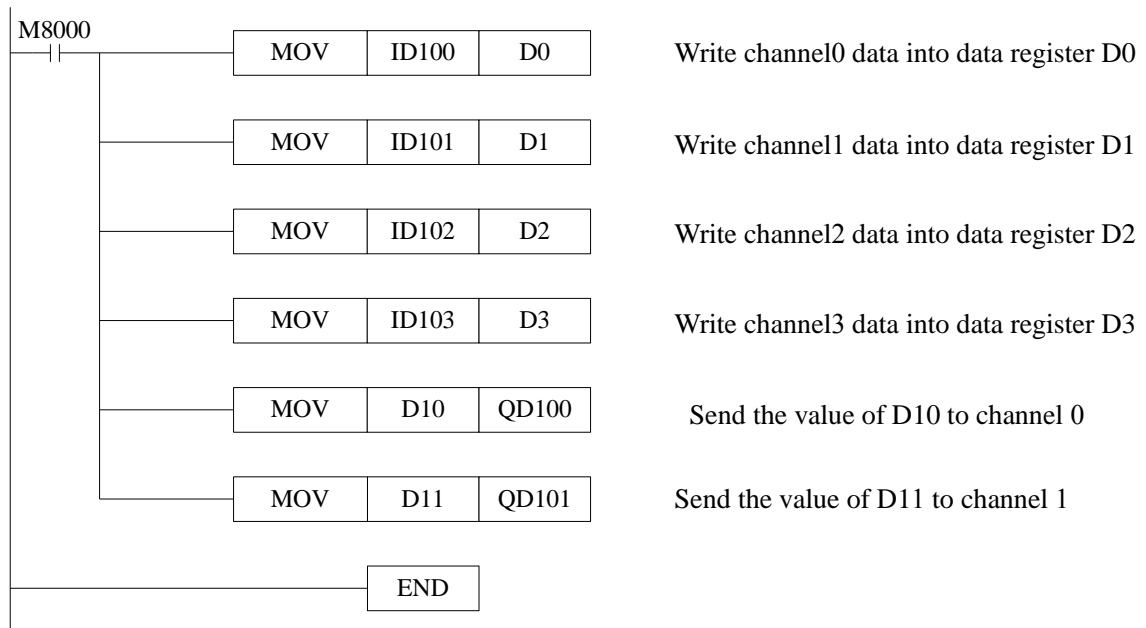 M8000
MOV ID100 D0 Write channel0 data into data register D0
MOV ID101 D1 Write channel1 data into data register D1
MOV ID102 D2 Write channel2 data into data register D2
MOV ID103 D3 Write channel3 data into data register D3
MOV D10 QD100 Send the value of D10 to channel 0
MOV D11 QD101 Send the value of D11 to channel 1
END